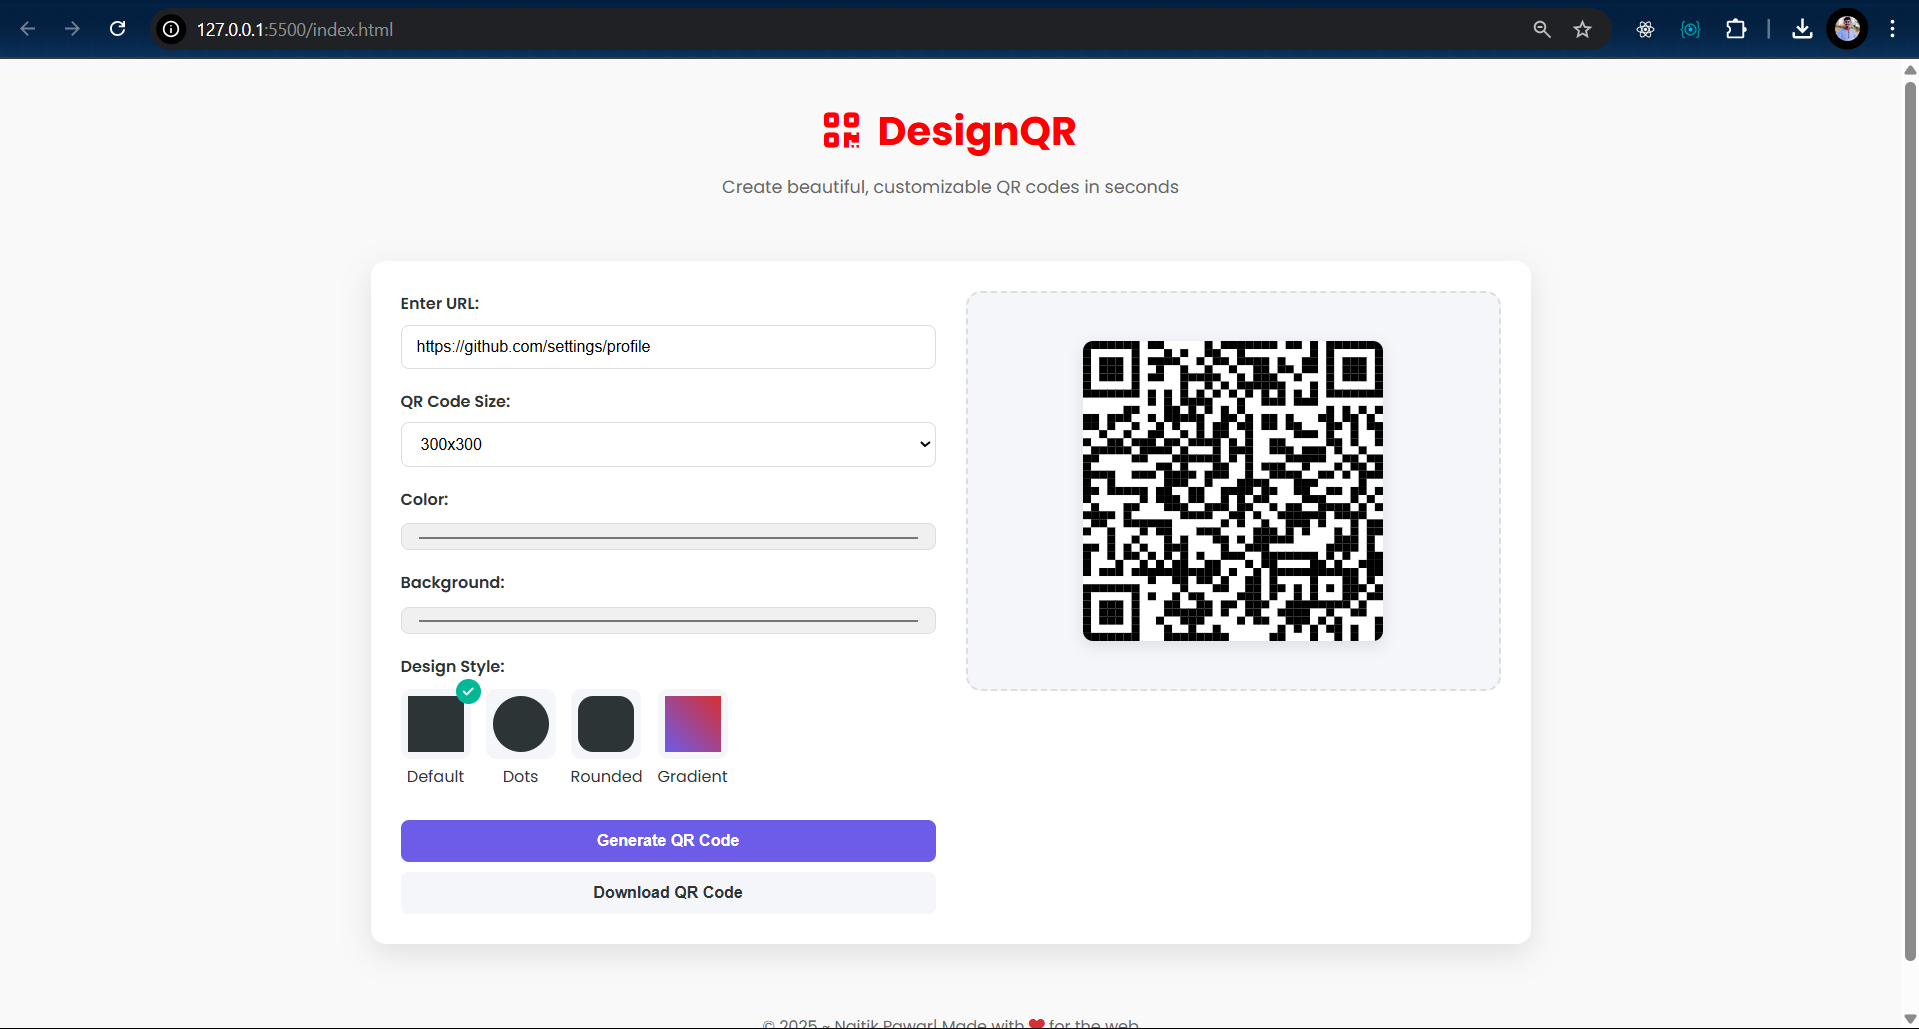 127.0.0.1:5500/index.html
DesignQR
Create beautiful, customizable QR codes in seconds
Enter URL:
https://github.com/settings/profile
QR Code Size:
300x300
Color:
Background:
Design Style:
Default Dots Rounded Gradient
Generate QR Code
Download QR Code
© 2025 ~ Naitik Pawar| Made with ❤ for the web